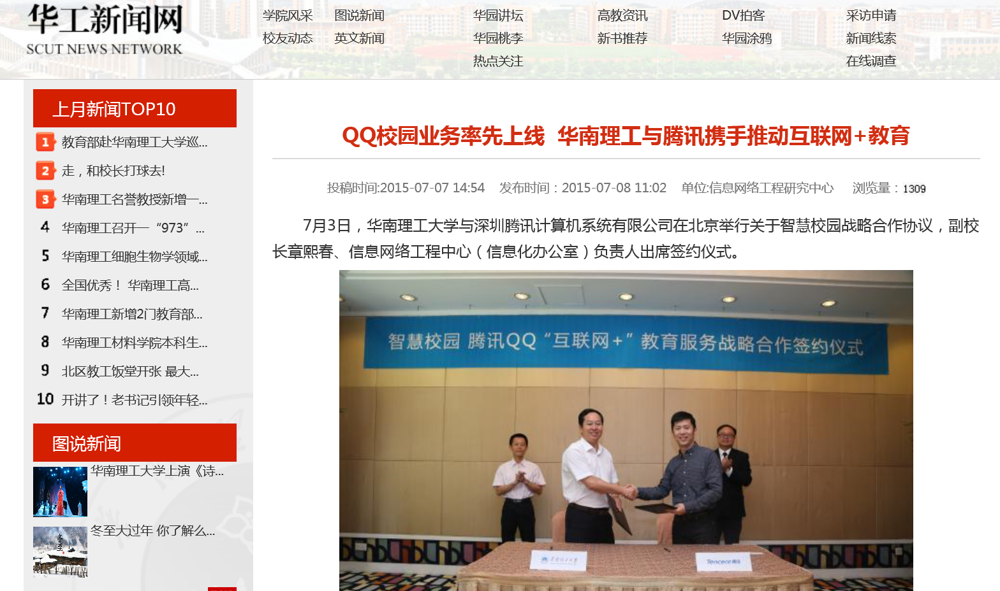 华工新闻网
SCUT NEWS NETWORK
学院风采 图说新闻 华园讲坛 高教资讯 DV拍客 采访申请
校友动态 英文新闻 华园桃李 新书推荐 华园涂鸦 新闻线索
热点关注 在线调查
上月新闻TOP10
1 教育部赴华南理工大学巡...
2 走，和校长打球去!
3 华南理工名誉教授新增一...
4 华南理工召开一“973”...
5 华南理工细胞生物学领域...
6 全国优秀！ 华南理工高...
7 华南理工新增2门教育部...
8 华南理工材料学院本科生...
9 北区教工饭堂开张 最大...
10 开讲了！老书记引领年轻...
图说新闻
华南理工大学上演《诗...
冬至大过年 你了解么...
冬至
QQ校园业务率先上线 华南理工与腾讯携手推动互联网+教育
投稿时间:2015-07-07 14:54 发布时间：2015-07-08 11:02 单位:信息网络工程研究中心 浏览量：1309
7月3日，华南理工大学与深圳腾讯计算机系统有限公司在北京举行关于智慧校园战略合作协议，副校
长章熙春、信息网络工程中心（信息化办公室）负责人出席签约仪式。
智慧校园 腾讯QQ“互联网+”教育服务战略合作签约仪式
华南理工大学
Tencent 腾讯